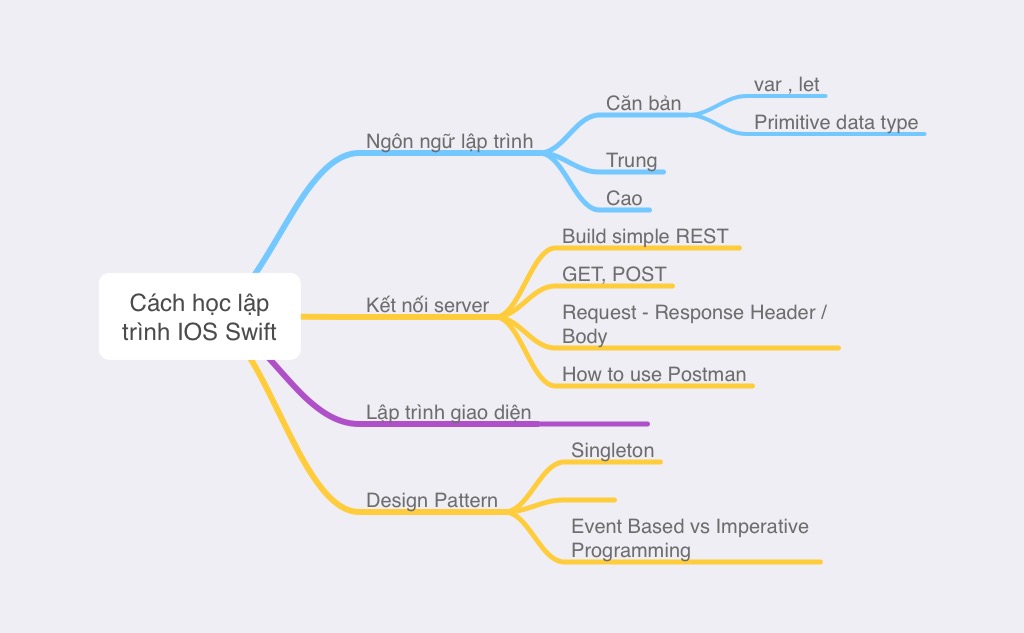 Cách học lập
trình IOS Swift
Ngôn ngữ lập trình
Căn bản
var , let
Primitive data type
Trung
Cao
Kết nối server
Build simple REST
GET, POST
Request - Response Header /
Body
How to use Postman
Lập trình giao diện
Design Pattern
Singleton
Event Based vs Imperative
Programming